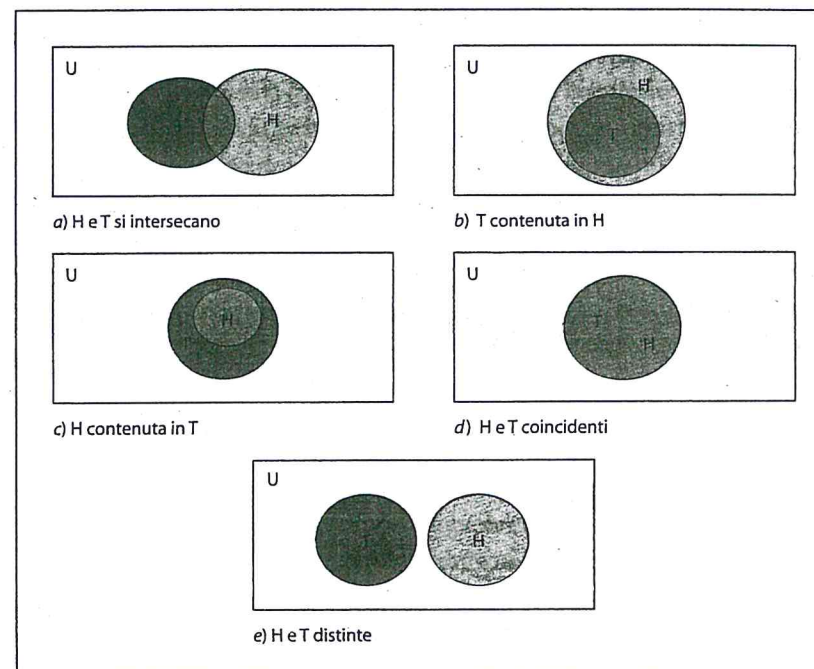 U
H
a) H e T si intersecano
U
H
T
b) T contenuta in H
U
H
c) H contenuta in T
U
T
H
d) H e T coincidenti
U
T
H
e) H e T distinte